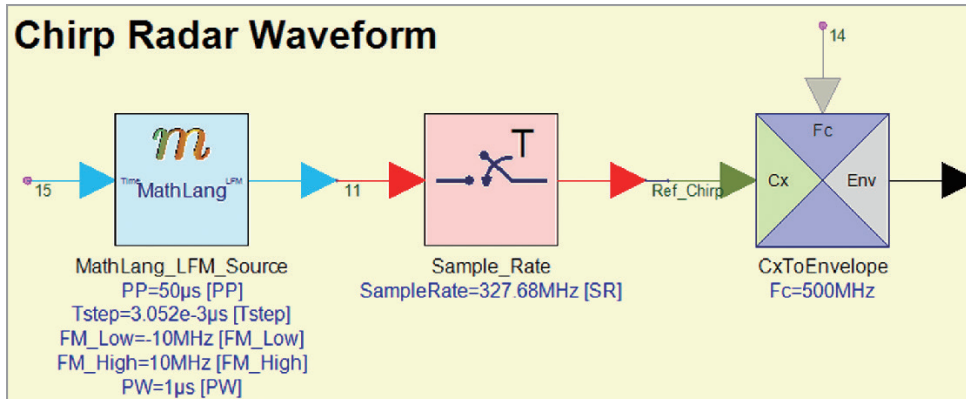 Chirp Radar Waveform
14
m
T
Fc
Time
LFM
MathLang
15
11
Ref_Chirp
Cx
Env
MathLang_LFM_Source
PP=50µs [PP]
Tstep=3.052e-3µs [Tstep]
FM_Low=-10MHz [FM_Low]
FM_High=10MHz [FM_High]
PW=1µs [PW]
Sample_Rate
SampleRate=327.68MHz [SR]
CxToEnvelope
Fc=500MHz